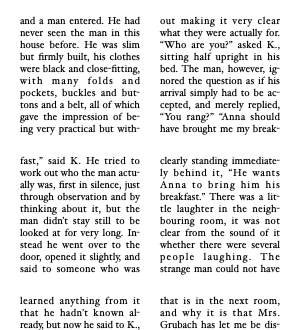 and a man entered. He had
never seen the man in this
house before. He was slim
but firmly built, his clothes
were black and close-fitting,
with many folds and
pockets, buckles and but-
tons and a belt, all of which
gave the impression of be-
ing very practical but with-
out making it very clear
what they were actually for.
“Who are you?” asked K.,
sitting half upright in his
bed. The man, however, ig-
nored the question as if his
arrival simply had to be ac-
cepted, and merely replied,
“You rang?” “Anna should
have brought me my break-
fast,” said K. He tried to
work out who the man actu-
ally was, first in silence, just
through observation and by
thinking about it, but the
man didn’t stay still to be
looked at for very long. In-
stead he went over to the
door, opened it slightly, and
said to someone who was
clearly standing immediate-
ly behind it, “He wants
Anna to bring him his
breakfast.” There was a lit-
tle laughter in the neigh-
bouring room, it was not
clear from the sound of it
whether there were several
people laughing. The
strange man could not have
learned anything from it
that he hadn’t known al-
ready, but now he said to K.,
that is in the next room,
and why it is that Mrs.
Grubach has let me be dis-